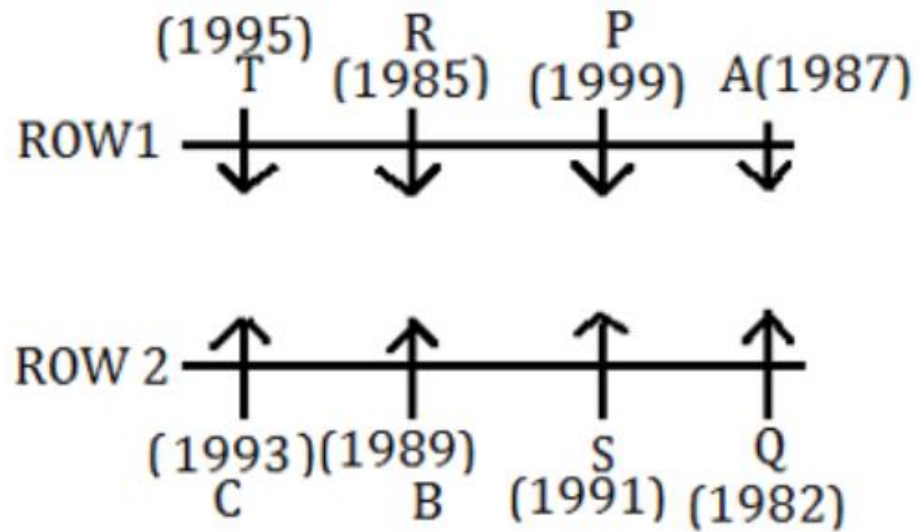 (1995) R P
T (1985) (1999) A(1987)
ROW1
ROW 2
(1993) (1989) S Q
C B (1991) (1982)